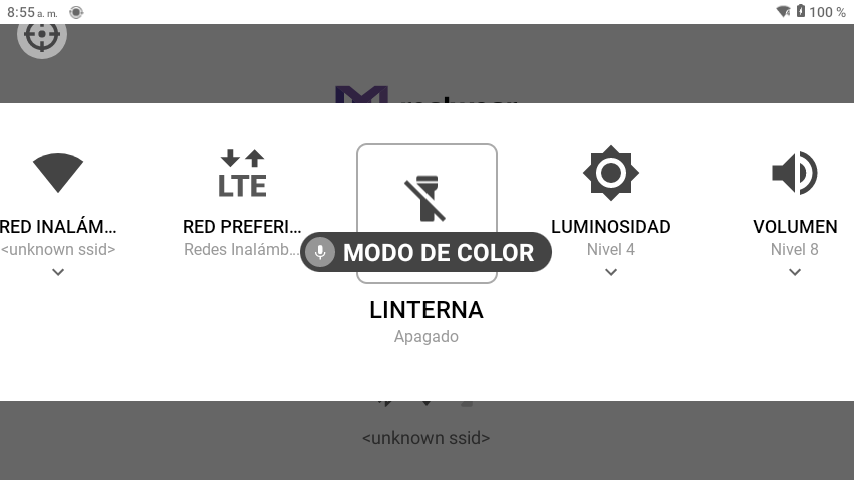 8:55 a. m.
100 %
RED INALÁM…
<unknown ssid>
LTE
RED PREFERI…
Redes Inalámb…
MODO DE COLOR
LINTERNA
Apagado
LUMINOSIDAD
Nivel 4
VOLUMEN
Nivel 8
<unknown ssid>